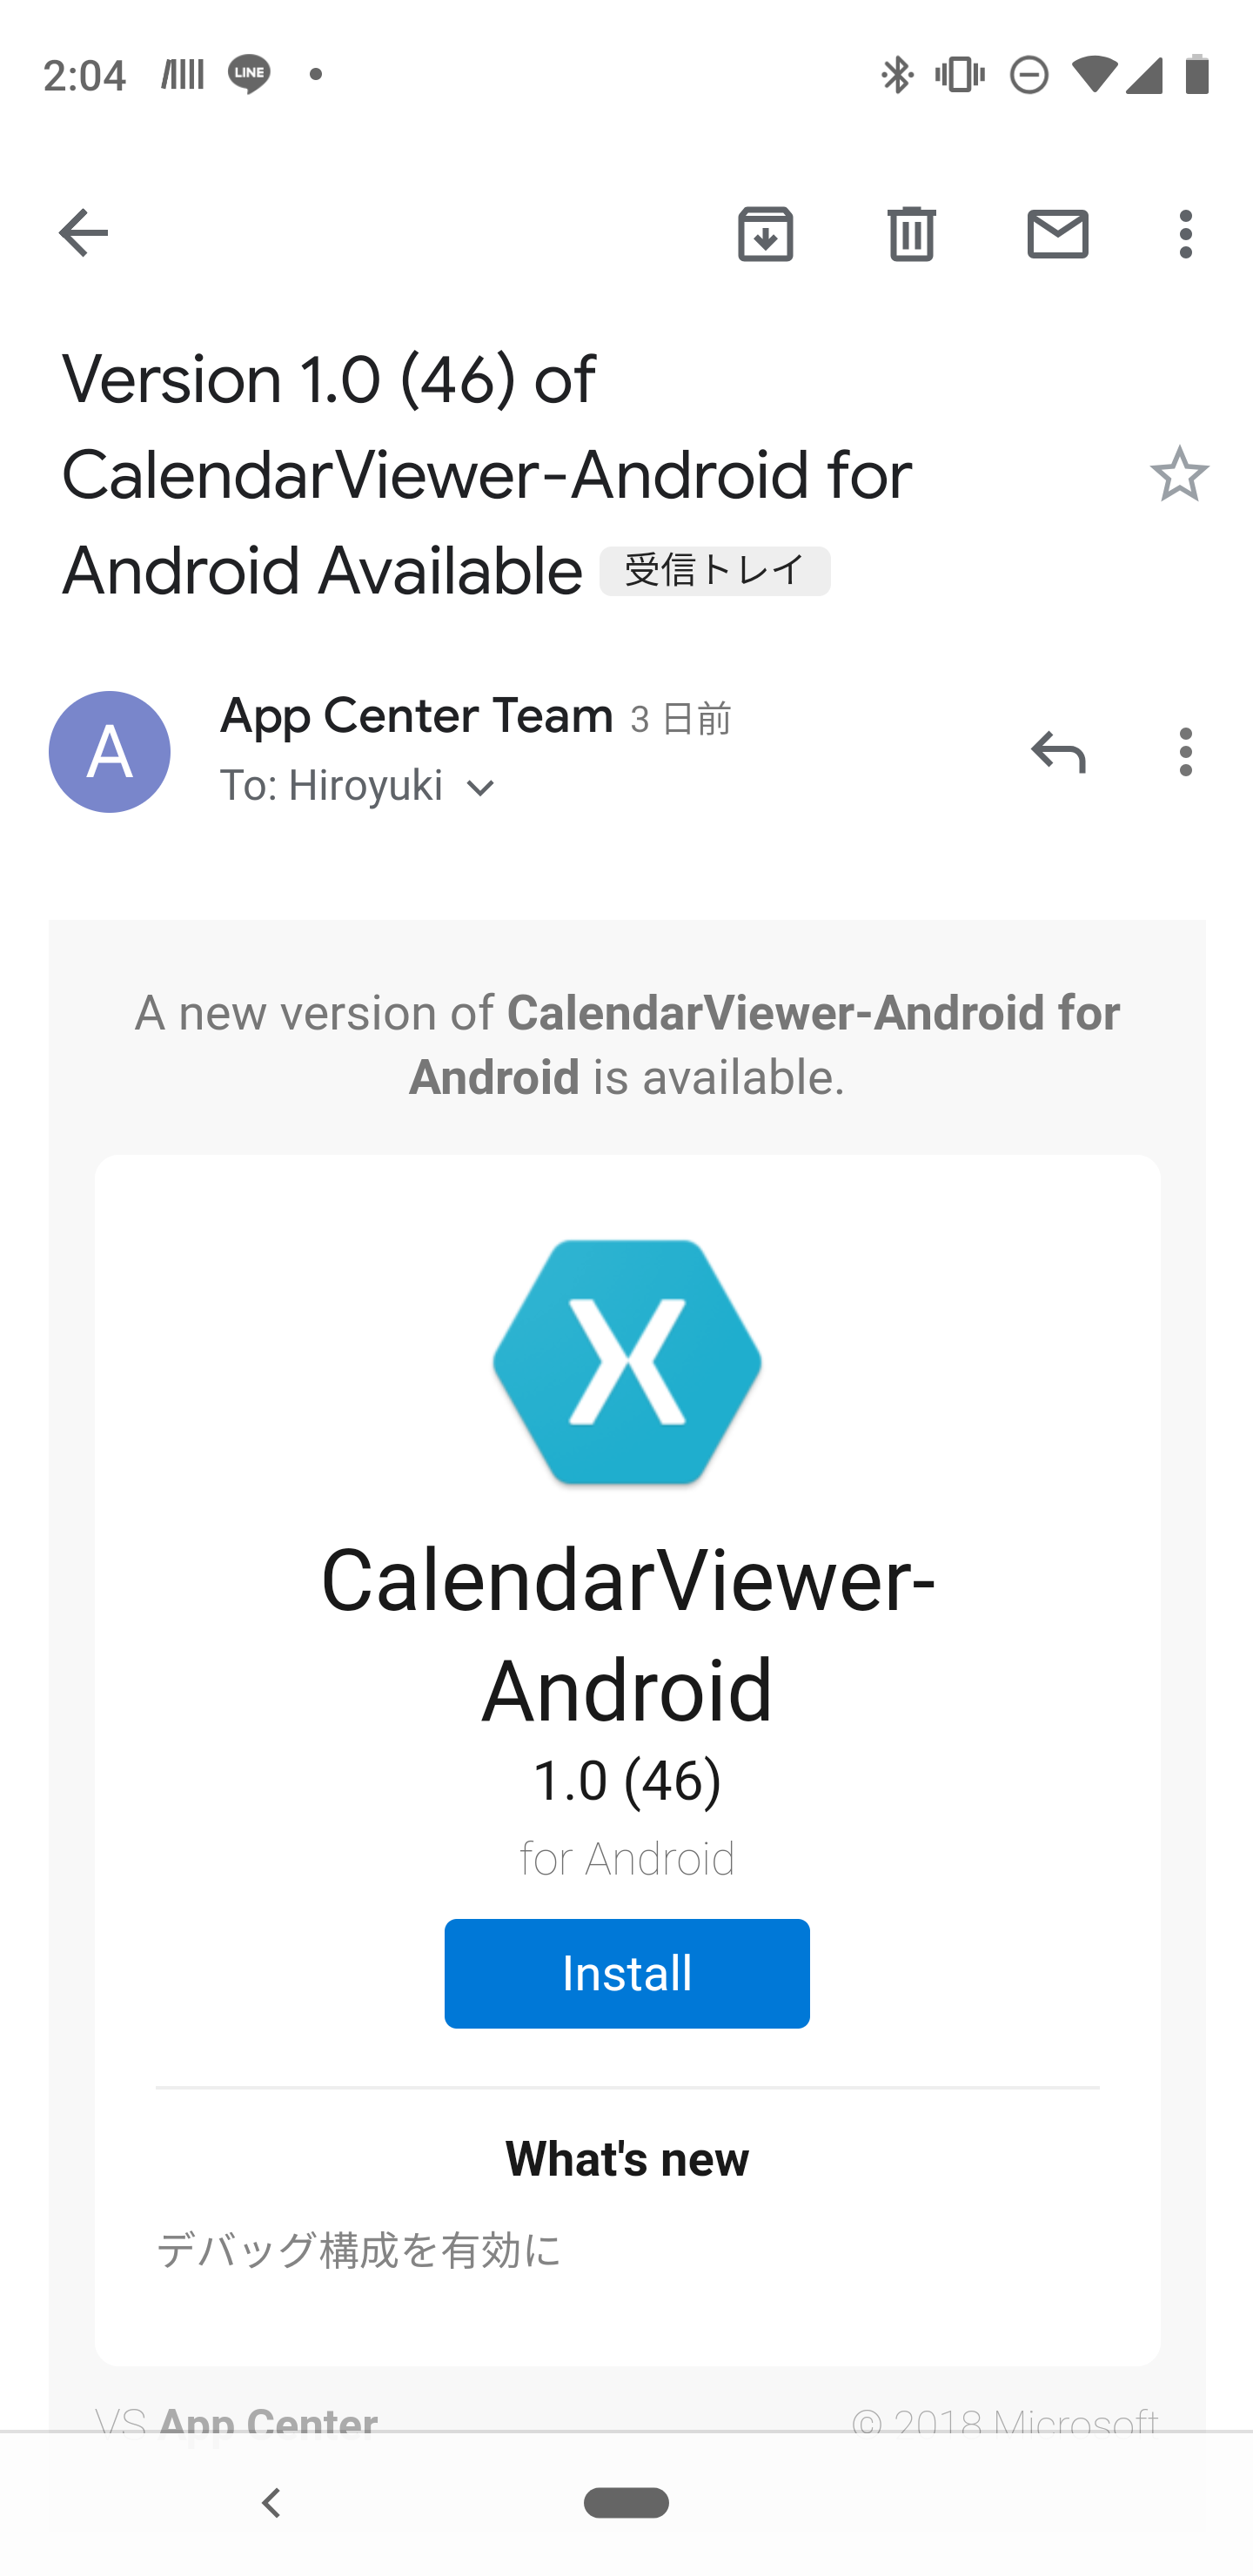 2:04
LINE
Version 1.0 (46) of
CalendarViewer-Android for
Android Available 受信トレイ
A
App Center Team 3 日前
To: Hiroyuki
A new version of CalendarViewer-Android for
Android is available.
X
CalendarViewer-
Android
1.0 (46)
for Android
Install
What's new
デバッグ構成を有効に
VS App Center
© 2018 Microsoft